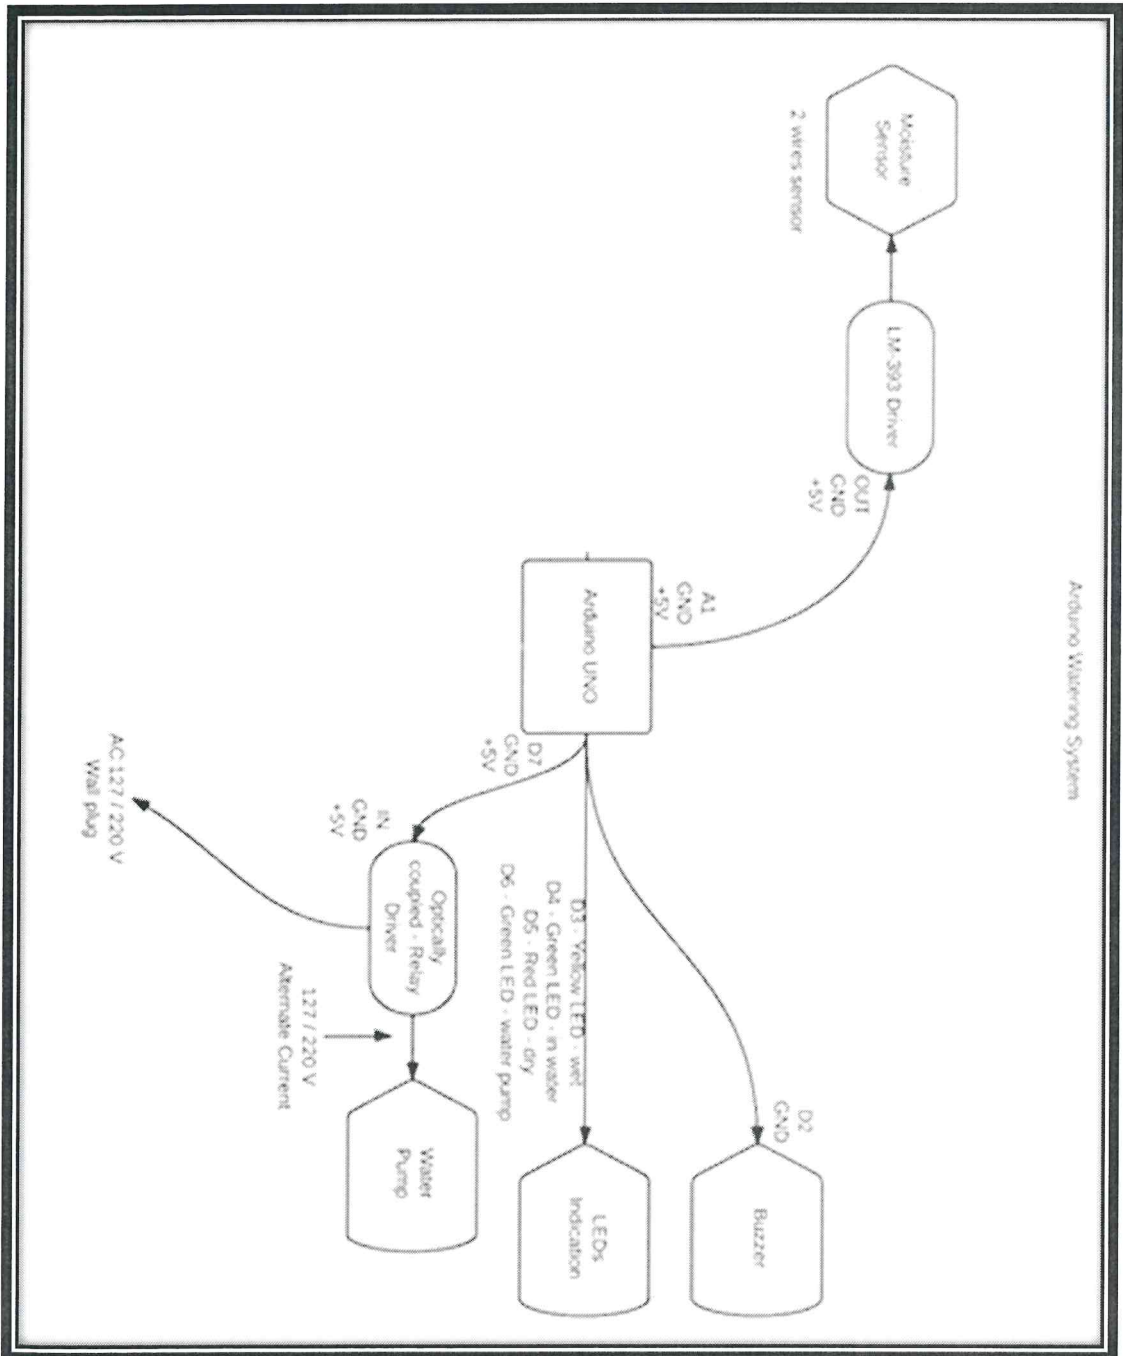 Arduino Watering System
Moisture
Sensor
2 wires sensor
LM-393 Driver
OUT
GND
+5V
A1
GND
+5V
Arduino UNO
D2
GND
Buzzer
D3 - Yellow LED - wet
D4 - Green LED - in water
D5 - Red LED - dry
D6 - Green LED - water pump
LEDs
Indication
D7
GND
+5V
IN
GND
+5V
Optically
coupled - Relay
Driver
127 / 220 V
Alternate Current
Water
Pump
AC 127 / 220 V
Wall plug